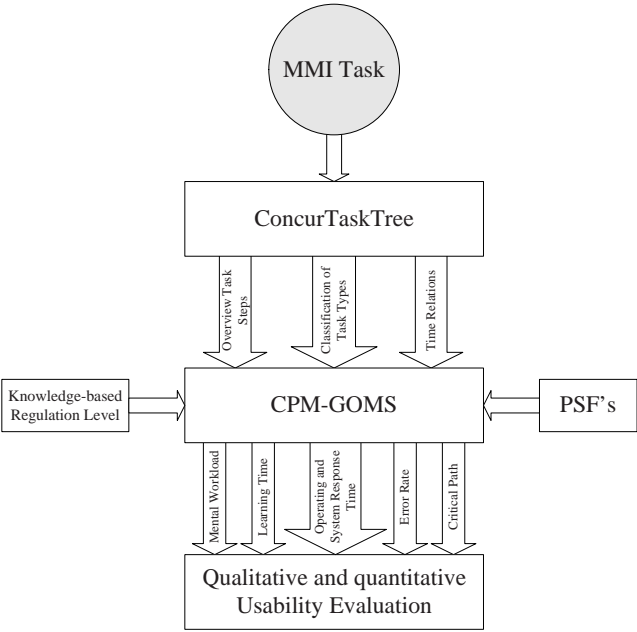 MMI Task
ConcurTaskTree
Overview Task
Steps
Classification of
Task Types
Time Relations
Knowledge-based
Regulation Level
CPM-GOMS
PSF's
Mental Workload
Learning Time
Operating and
System Response
Time
Error Rate
Critical Path
Qualitative and quantitative
Usability Evaluation